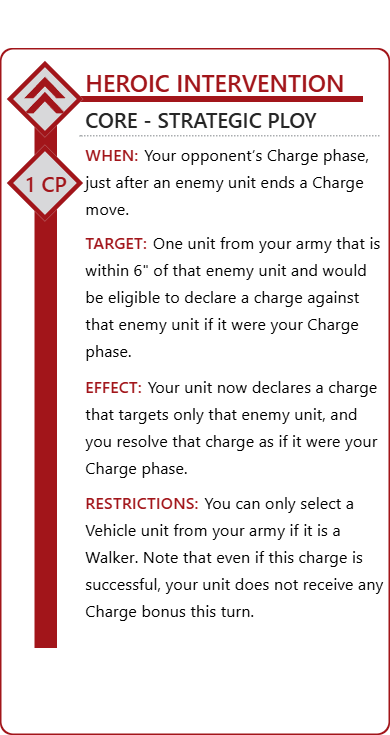 HEROIC INTERVENTION
CORE - STRATEGIC PLOY
1 CP
WHEN: Your opponent’s Charge phase,
just after an enemy unit ends a Charge
move.
TARGET: One unit from your army that is
within 6" of that enemy unit and would
be eligible to declare a charge against
that enemy unit if it were your Charge
phase.
EFFECT: Your unit now declares a charge
that targets only that enemy unit, and
you resolve that charge as if it were your
Charge phase.
RESTRICTIONS: You can only select a
Vehicle unit from your army if it is a
Walker. Note that even if this charge is
successful, your unit does not receive any
Charge bonus this turn.